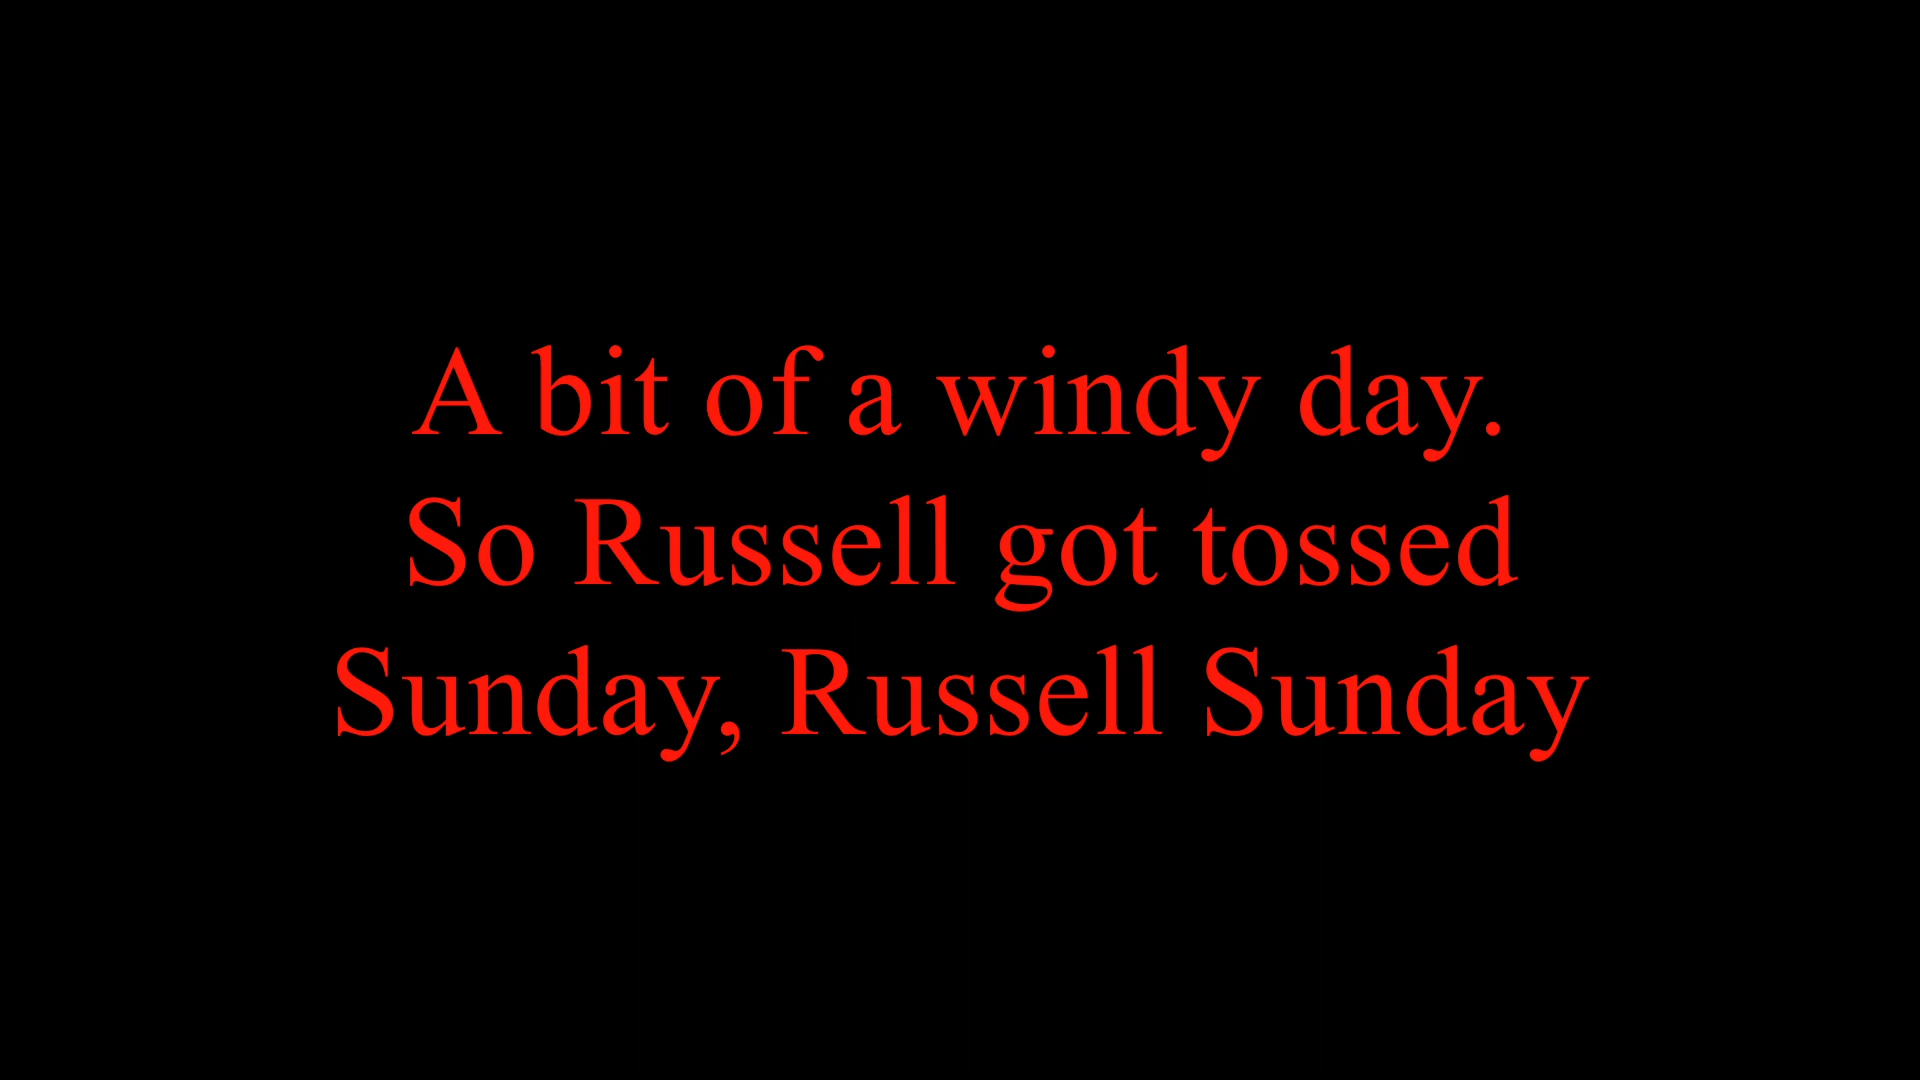 A bit of a windy day.
So Russell got tossed
Sunday, Russell Sunday